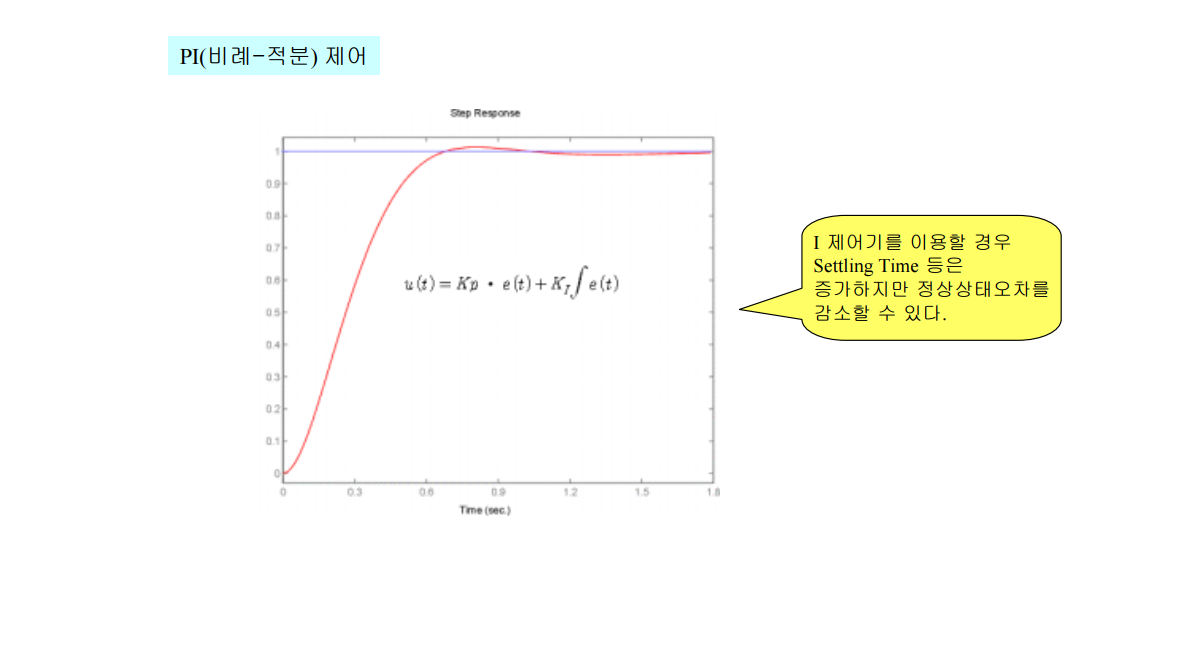 PI(비례-적분) 제어
Step Response
1
0.9
0.8
0.7
0.6
0.5
0.4
0.3
0.2
0.1
0
u(t) = Kp • e(t) + K_I ∫ e(t)
I 제어기를 이용할 경우
Settling Time 등은
증가하지만 정상상태오차를
감소할 수 있다.
0 0.3 0.6 0.9 1.2 1.5 1.8
Time (sec.)